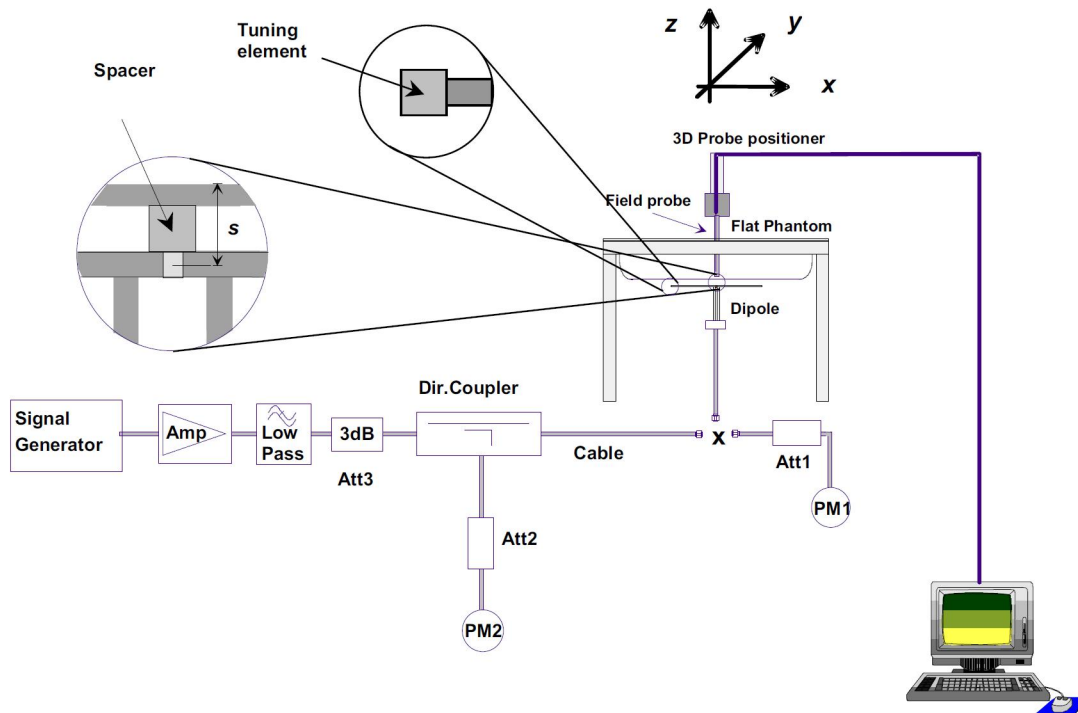 Tuning
element
Spacer
s
z
y
x
3D Probe positioner
Field probe
Flat Phantom
Dipole
Dir.Coupler
Signal
Generator
Amp
Low
Pass
3dB
Att3
Cable
x
Att1
PM1
Att2
PM2